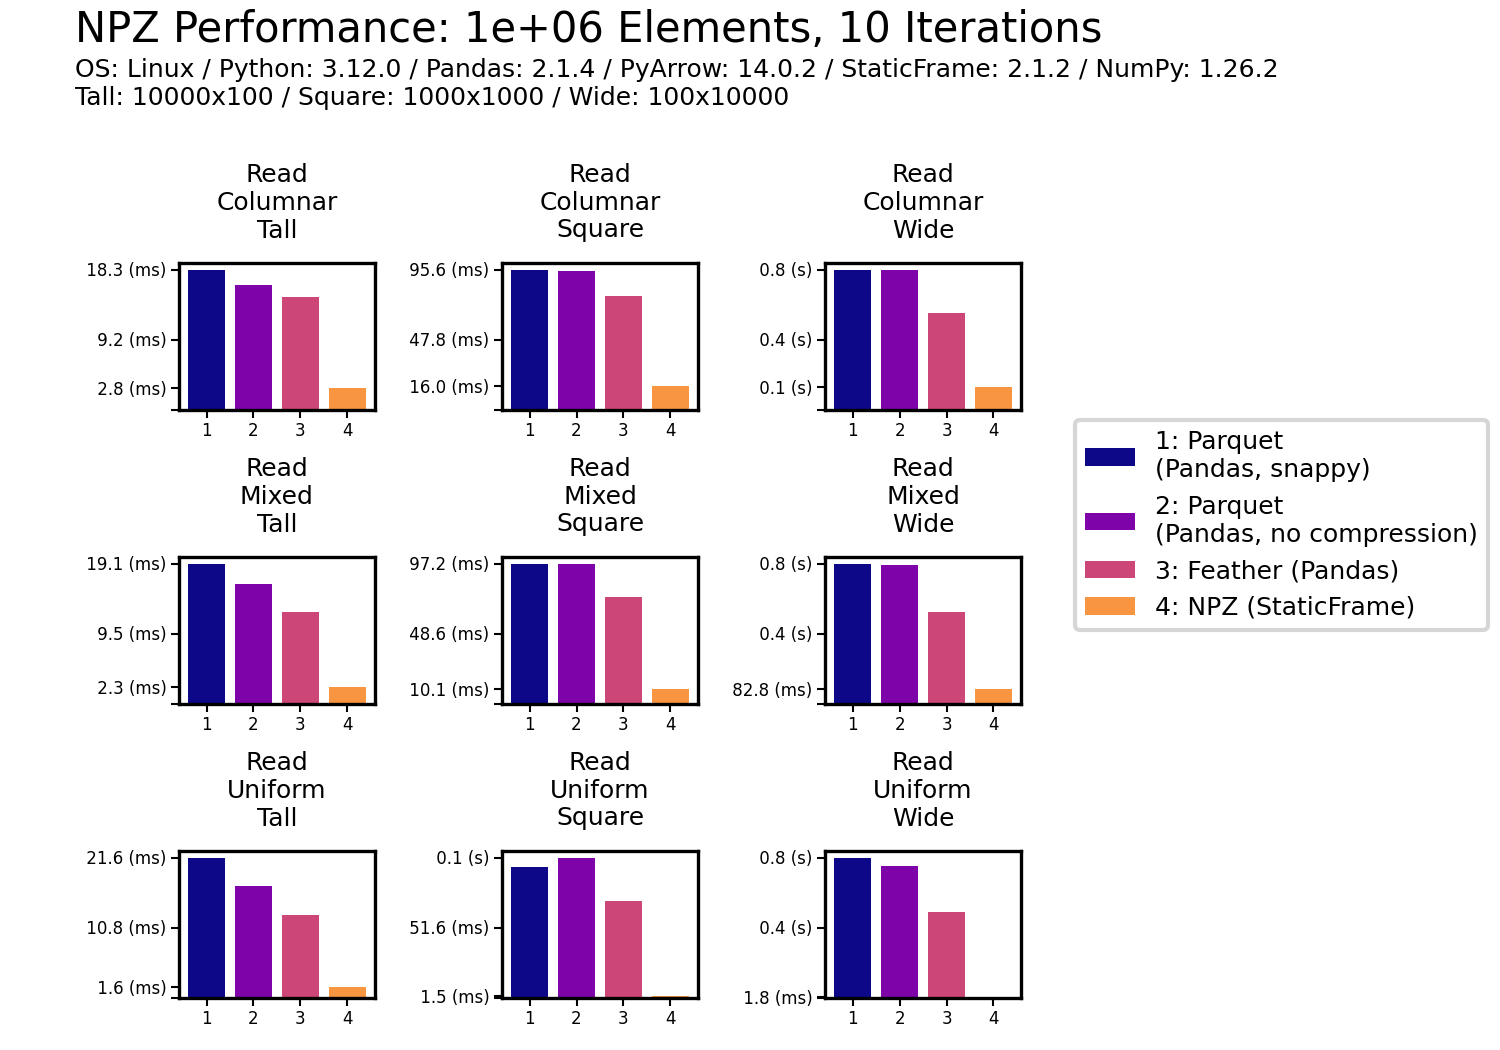 NPZ Performance: 1e+06 Elements, 10 Iterations
OS: Linux / Python: 3.12.0 / Pandas: 2.1.4 / PyArrow: 14.0.2 / StaticFrame: 2.1.2 / NumPy: 1.26.2
Tall: 10000x100 / Square: 1000x1000 / Wide: 100x10000
Read
Columnar
Tall
18.3 (ms)
9.2 (ms)
2.8 (ms)
1 2 3 4
Read
Columnar
Square
95.6 (ms)
47.8 (ms)
16.0 (ms)
1 2 3 4
Read
Columnar
Wide
0.8 (s)
0.4 (s)
0.1 (s)
1 2 3 4
Read
Mixed
Tall
19.1 (ms)
9.5 (ms)
2.3 (ms)
1 2 3 4
Read
Mixed
Square
97.2 (ms)
48.6 (ms)
10.1 (ms)
1 2 3 4
Read
Mixed
Wide
0.8 (s)
0.4 (s)
82.8 (ms)
1 2 3 4
Read
Uniform
Tall
21.6 (ms)
10.8 (ms)
1.6 (ms)
1 2 3 4
Read
Uniform
Square
0.1 (s)
51.6 (ms)
1.5 (ms)
1 2 3 4
Read
Uniform
Wide
0.8 (s)
0.4 (s)
1.8 (ms)
1 2 3 4
1: Parquet
(Pandas, snappy)
2: Parquet
(Pandas, no compression)
3: Feather (Pandas)
4: NPZ (StaticFrame)